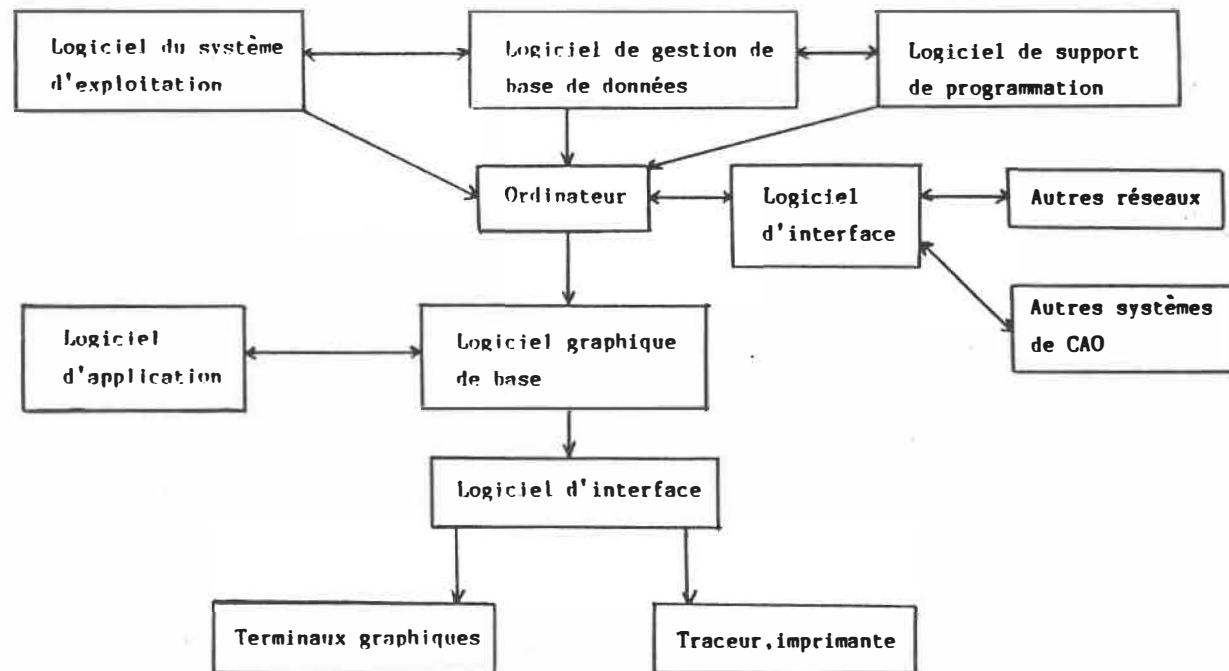 Logiciel du système
d'exploitation
Logiciel de gestion de
base de données
Logiciel de support
de programmation
Ordinateur
Logiciel
d'interface
Autres réseaux
Autres systèmes
de CAO
Logiciel
d'application
Logiciel graphique
de base
Logiciel d'interface
Terminaux graphiques
Traceur,imprimante